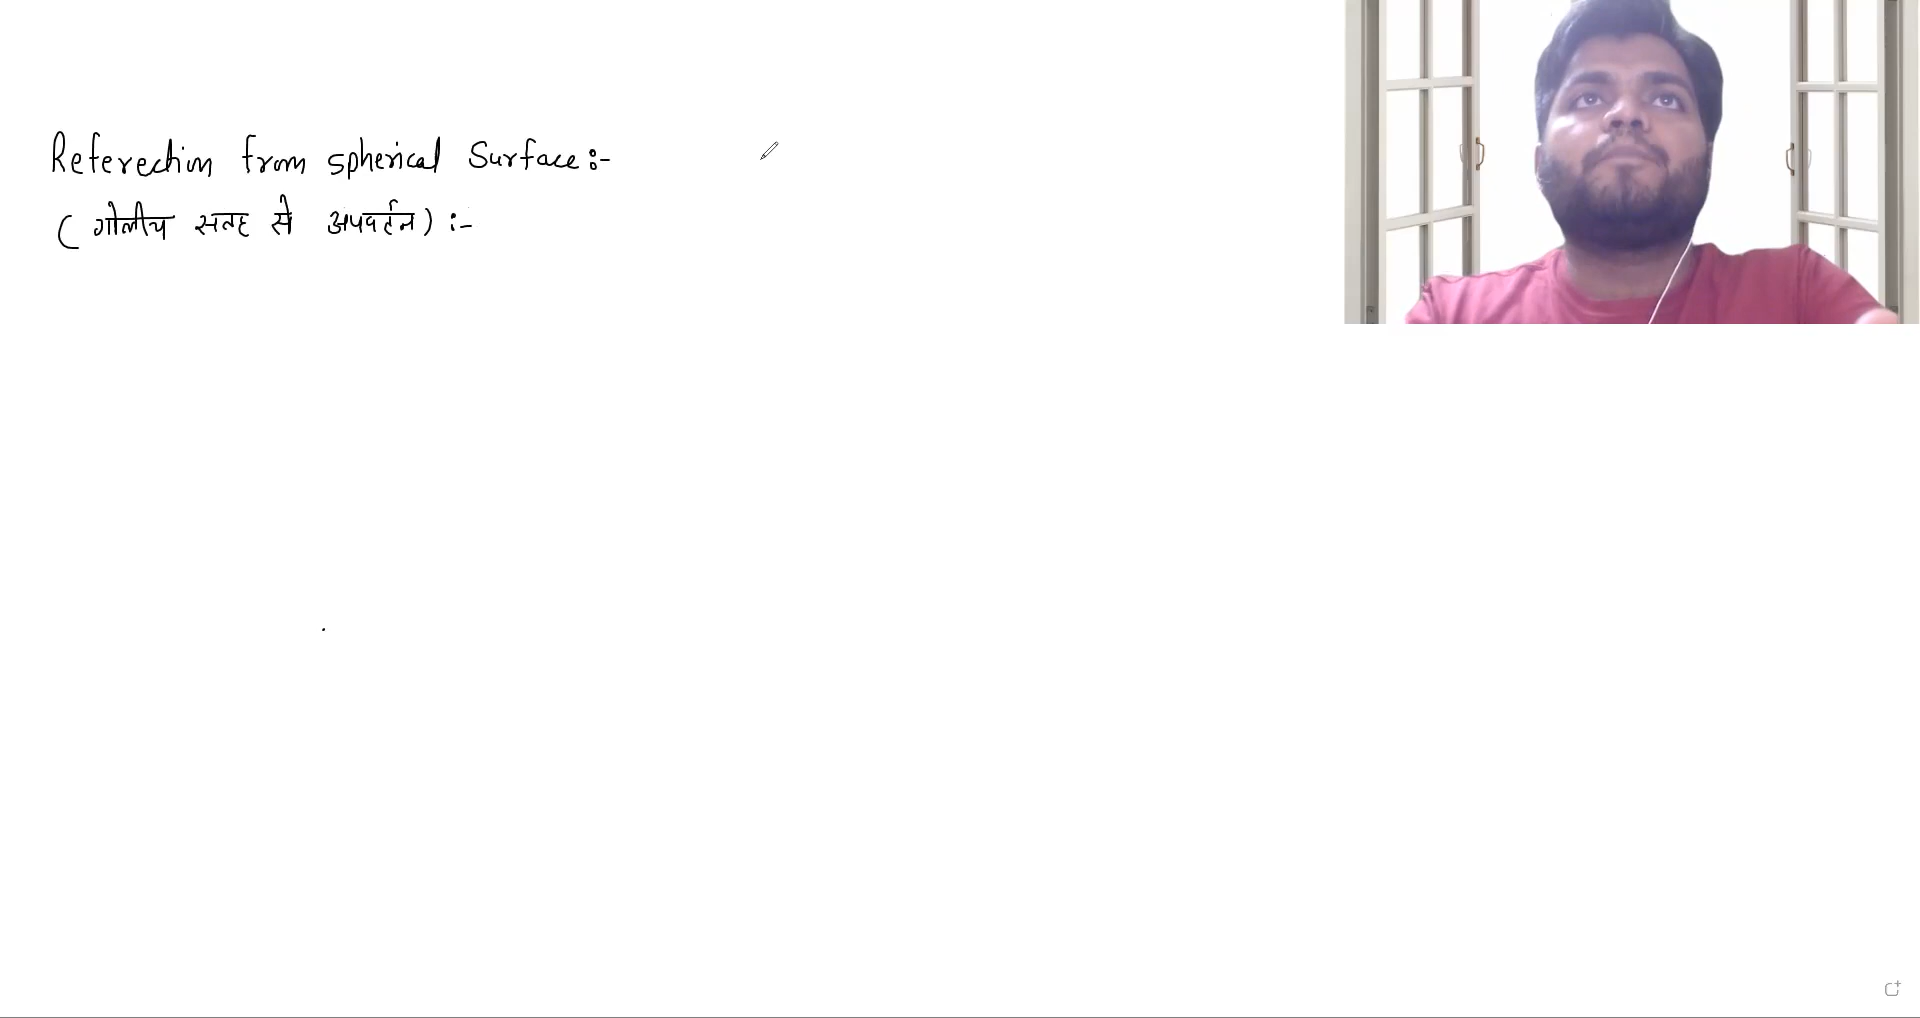 Referection from spherical Surface:-
( गोलीय सतह से अपवर्तन ) :-